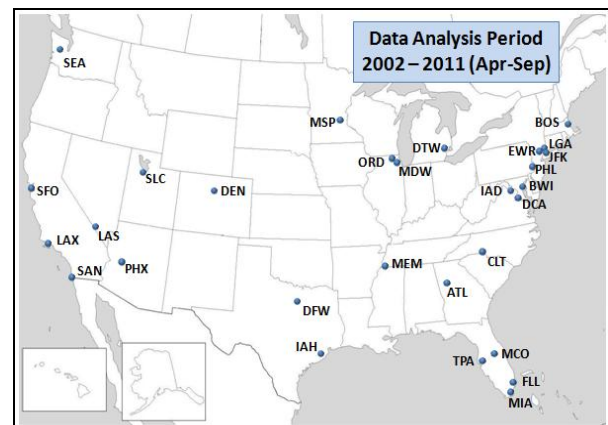 Data Analysis Period
2002 – 2011 (Apr-Sep)
SEA
MSP
BOS
ORD
MDW
DTW
EWR
LGA
JFK
PHL
SLC
DEN
SFO
IAD
BWI
DCA
LAX
LAS
SAN
PHX
MEM
CLT
ATL
DFW
IAH
TPA
MCO
FLL
MIA